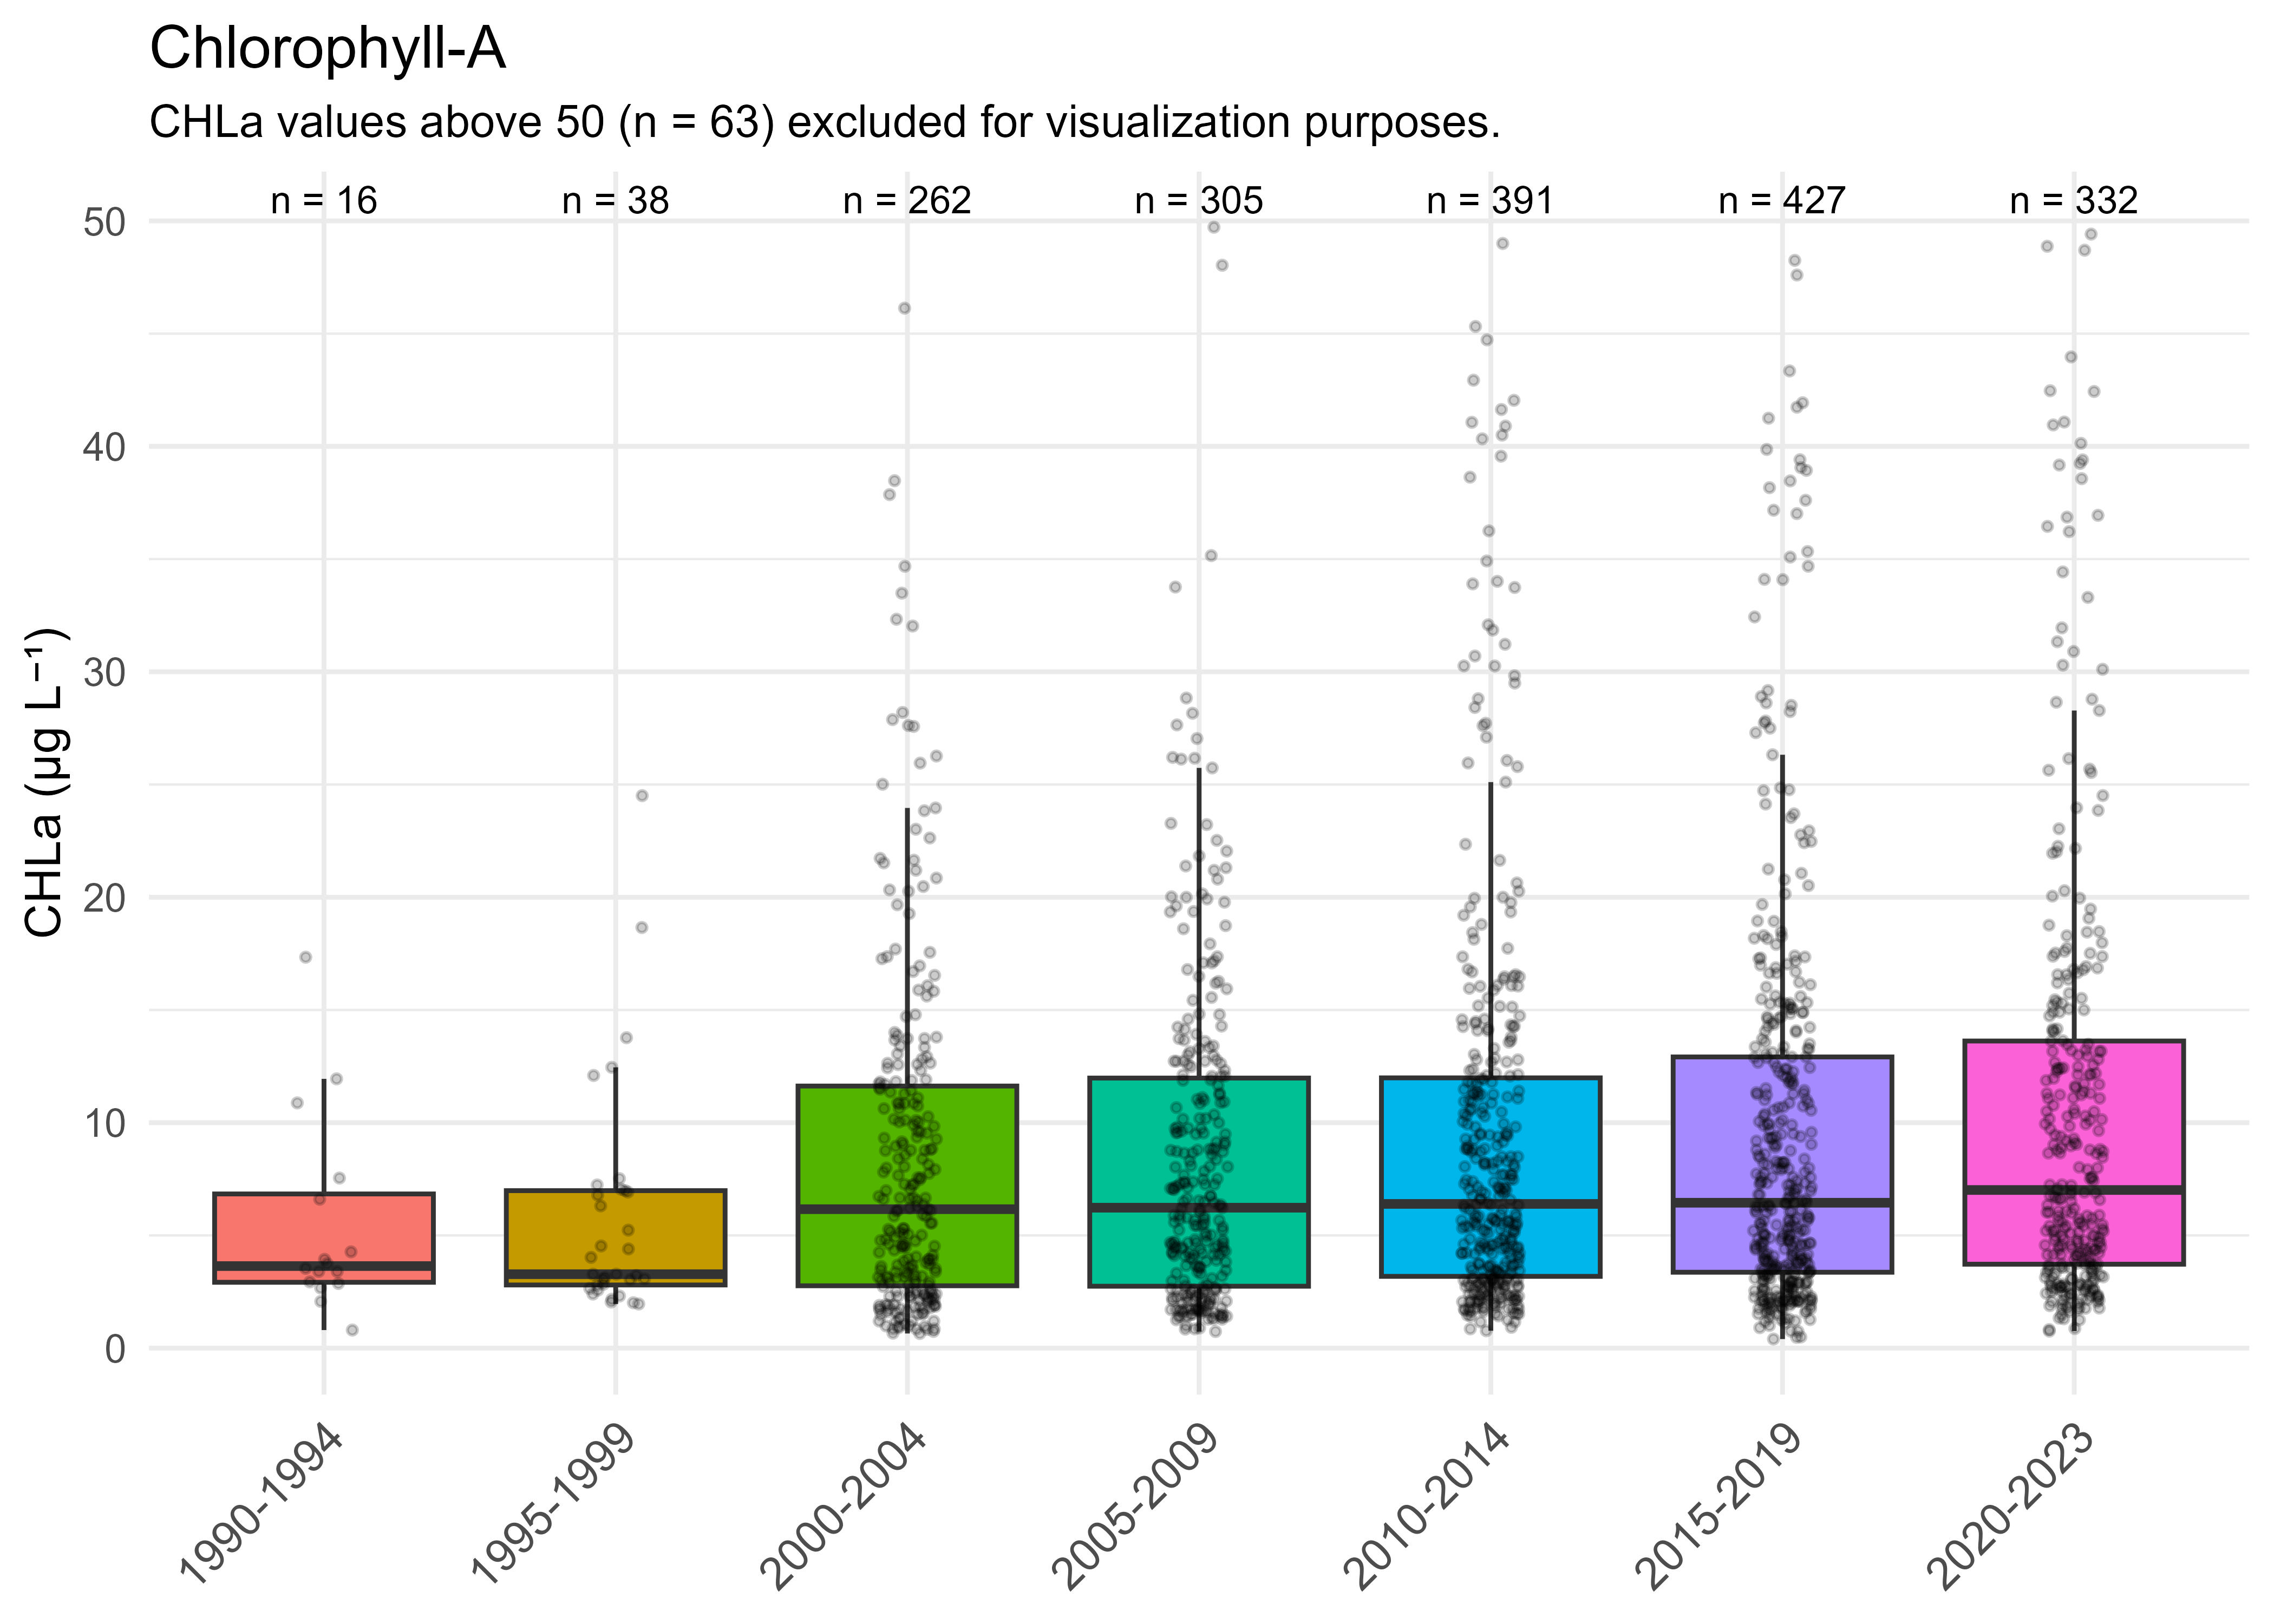 Chlorophyll-A
CHLa values above 50 (n = 63) excluded for visualization purposes.
n = 16 n = 38 n = 262 n = 305 n = 391 n = 427 n = 332
50
40
30
20
10
0
CHLa (µg L⁻¹)
1990-1994 1995-1999 2000-2004 2005-2009 2010-2014 2015-2019 2020-2023